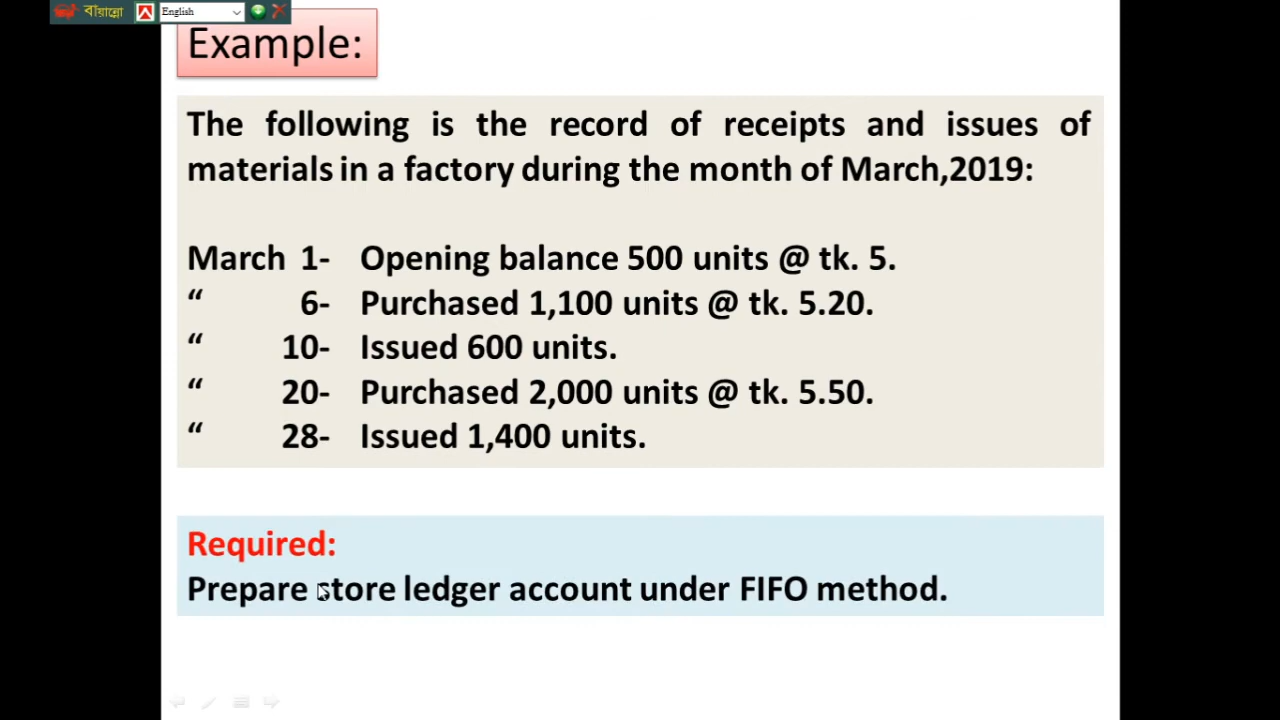 বায়ান্নো English
Example:
The following is the record of receipts and issues of
materials in a factory during the month of March,2019:
March 1- Opening balance 500 units @ tk. 5.
“ 6- Purchased 1,100 units @ tk. 5.20.
“ 10- Issued 600 units.
“ 20- Purchased 2,000 units @ tk. 5.50.
“ 28- Issued 1,400 units.
Required:
Prepare store ledger account under FIFO method.